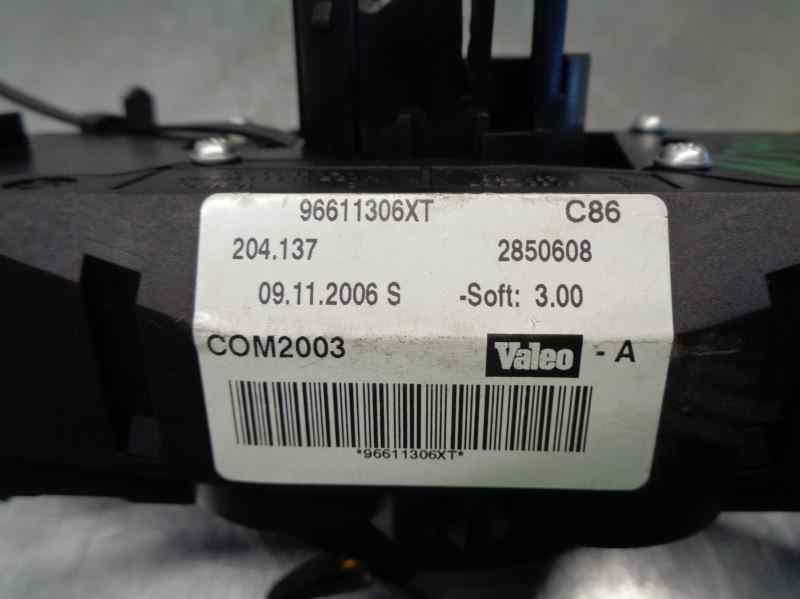 96611306XT C86
204.137 2850608
09.11.2006 S -Soft: 3.00
COM2003 Valeo - A
*96611306XT*